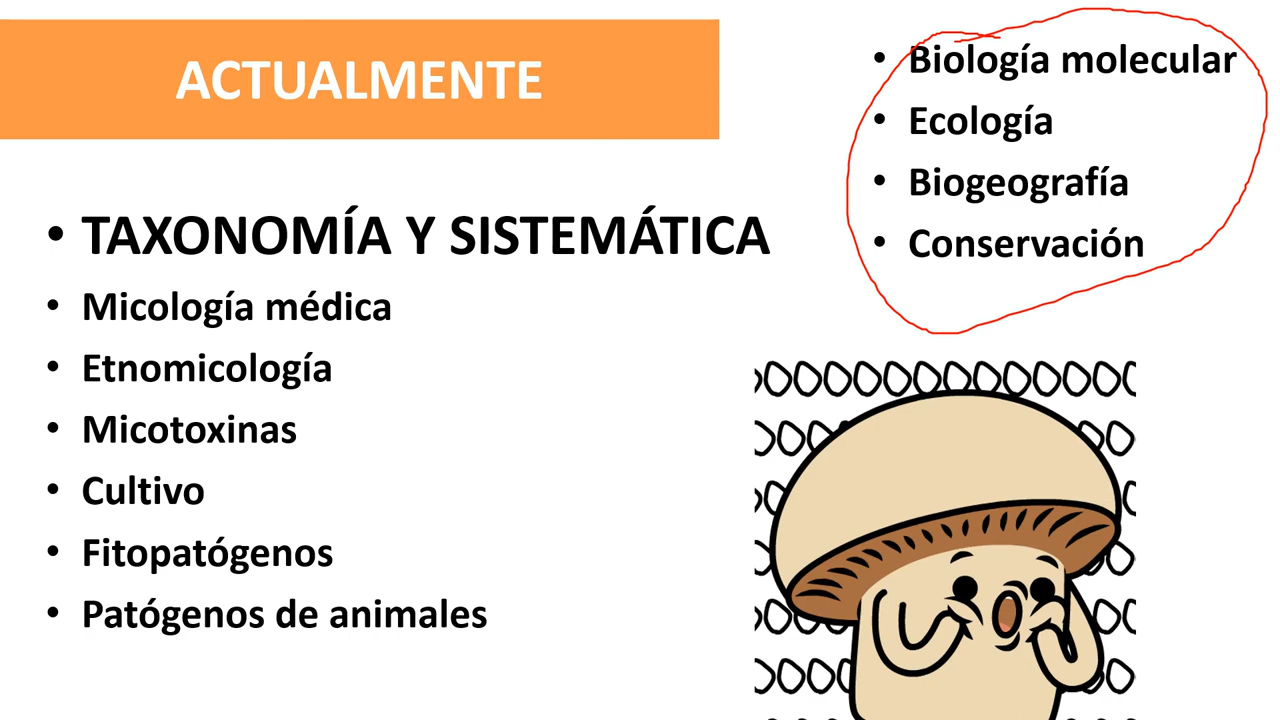 ACTUALMENTE
• TAXONOMÍA Y SISTEMÁTICA
• Micología médica
• Etnomicología
• Micotoxinas
• Cultivo
• Fitopatógenos
• Patógenos de animales
• Biología molecular
• Ecología
• Biogeografía
• Conservación